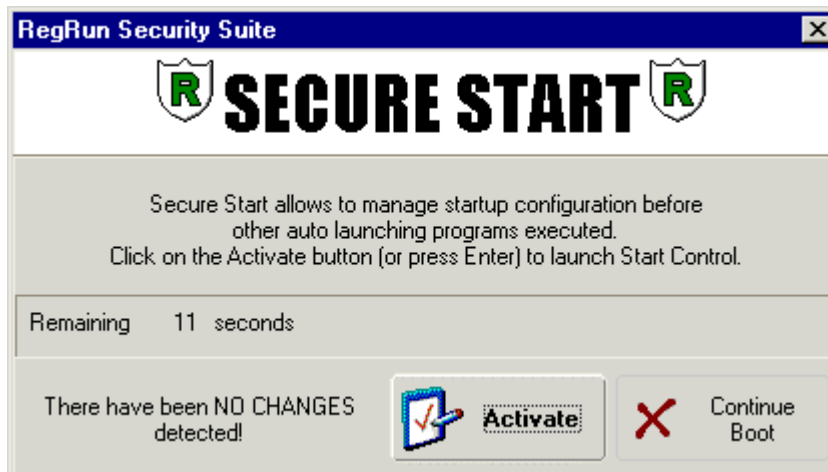 RegRun Security Suite
R SECURE START R
Secure Start allows to manage startup configuration before
other auto launching programs executed.
Click on the Activate button (or press Enter) to launch Start Control.
Remaining 11 seconds
There have been NO CHANGES
detected!
Activate
Continue
Boot